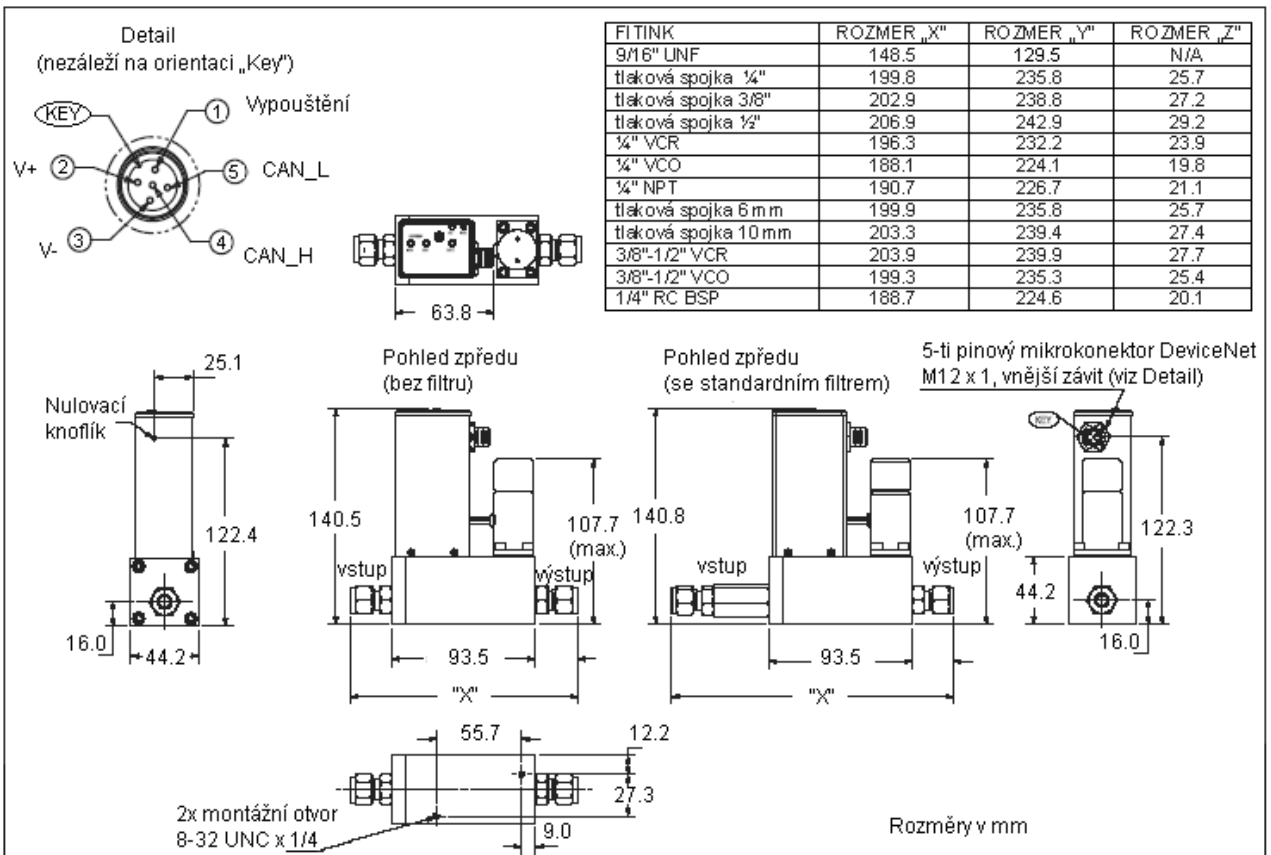 Detail
(nezáleží na orientaci „Key")
KEY
1 Vypouštění
V+ 2
5 CAN_L
V- 3
4 CAN_H
63.8
FITINK ROZMER „X" ROZMER „Y" ROZMER „Z"
9/16" UNF 148.5 129.5 N/A
tlaková spojka ¼" 199.8 235.8 25.7
tlaková spojka 3/8" 202.9 238.8 27.2
tlaková spojka ½" 206.9 242.9 29.2
¼" VCR 196.3 232.2 23.9
¼" VCO 188.1 224.1 19.8
¼" NPT 190.7 226.7 21.1
tlaková spojka 6 mm 199.9 235.8 25.7
tlaková spojka 10 mm 203.3 239.4 27.4
3/8"-1/2" VCR 203.9 239.9 27.7
3/8"-1/2" VCO 199.3 235.3 25.4
1/4" RC BSP 188.7 224.6 20.1
25.1
Nulovací
knoflík
122.4
16.0
44.2
Pohled zpředu
(bez filtru)
140.5
107.7
(max.)
vstup
výstup
93.5
"X"
Pohled zpředu
(se standardním filtrem)
140.8
107.7
(max.)
vstup
výstup
93.5
"X"
5-ti pinový mikrokonektor DeviceNet
M12 x 1, vnější závit (viz Detail)
KEY
122.3
44.2
16.0
55.7
12.2
27.3
9.0
2x montážní otvor
8-32 UNC x 1/4
Rozměry v mm